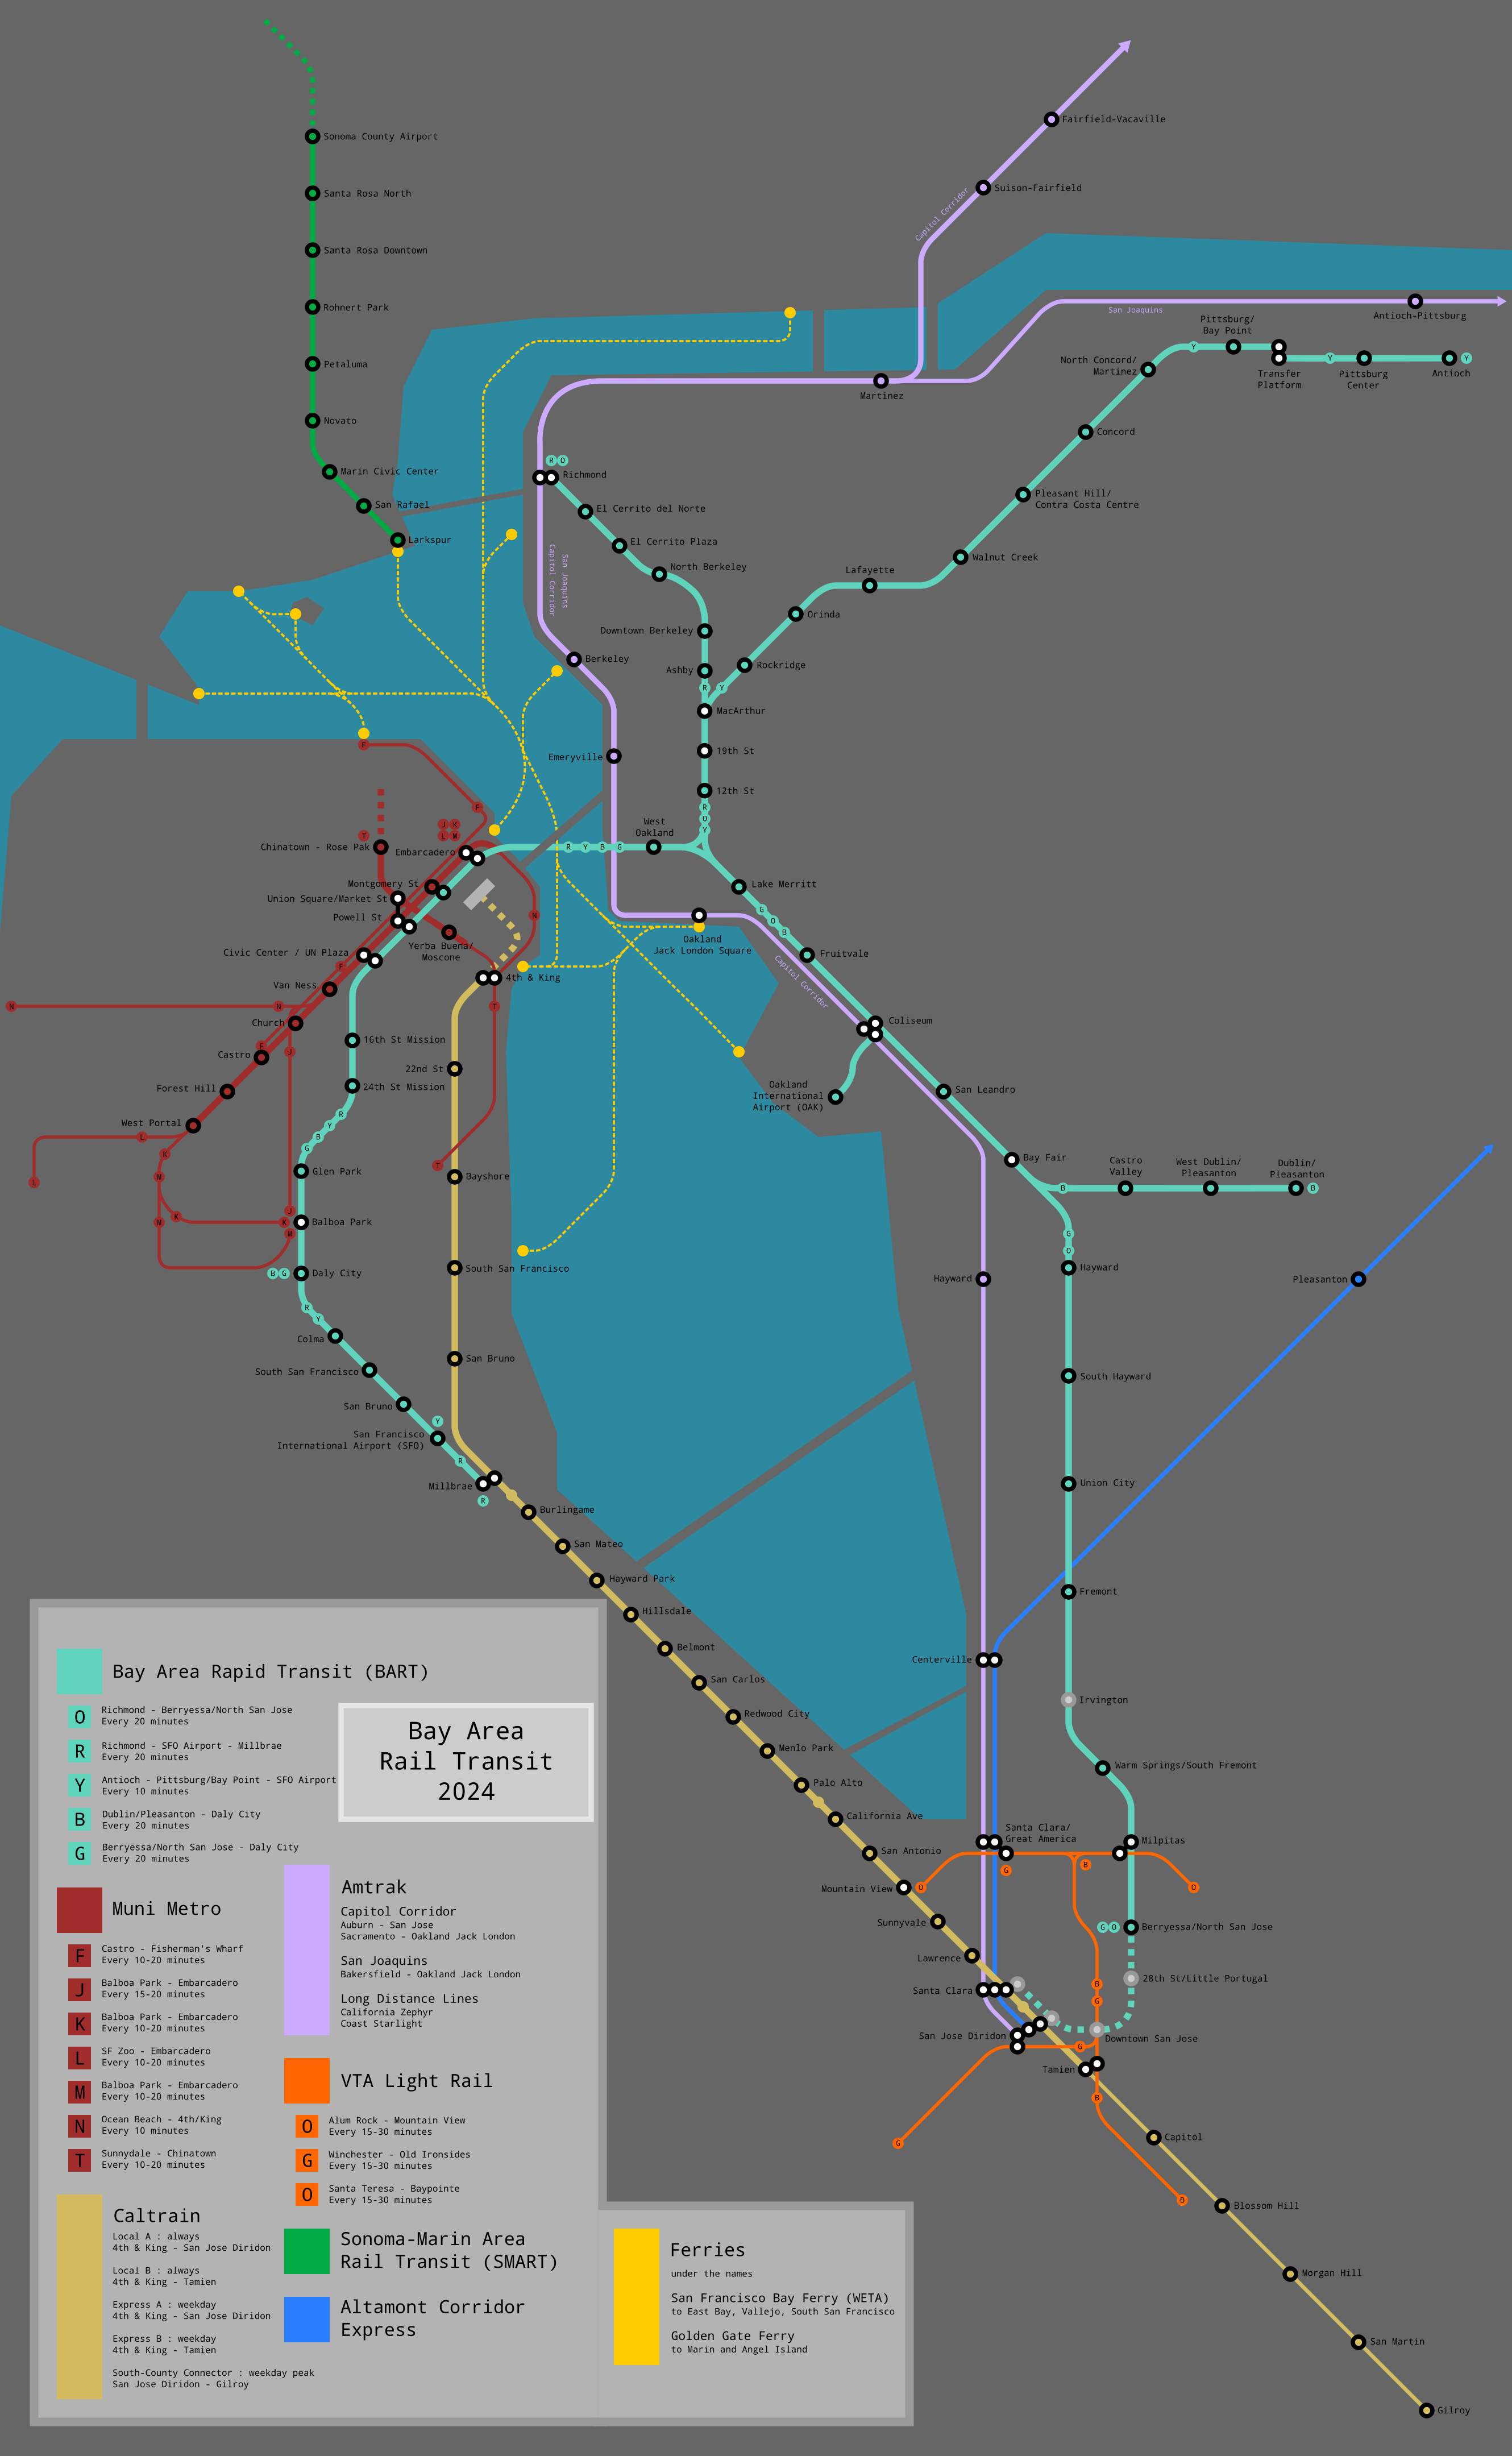 Sonoma County Airport
Santa Rosa North
Santa Rosa Downtown
Rohnert Park
Petaluma
Novato
Marin Civic Center
San Rafael
Larkspur
Fairfield-Vacaville
Suison-Fairfield
Capitol Corridor
San Joaquins
Antioch-Pittsburg
Martinez
Pittsburg/
Bay Point
Y
Transfer
Platform
Y
Pittsburg
Center
Antioch
Y
North Concord/
Martinez
Concord
Pleasant Hill/
Contra Costa Centre
Walnut Creek
Lafayette
Orinda
Rockridge
R O
Richmond
El Cerrito del Norte
El Cerrito Plaza
North Berkeley
Downtown Berkeley
Ashby
R Y
MacArthur
19th St
12th St
R
O
Y
San Joaquins
Capitol Corridor
Berkeley
Emeryville
West
Oakland
R Y B G
Lake Merritt
G
O
B
Fruitvale
Oakland
Jack London Square
Capitol Corridor
Coliseum
Oakland
International
Airport (OAK)
San Leandro
Bay Fair
B
Castro
Valley
West Dublin/
Pleasanton
Dublin/
Pleasanton
B
G
O
Hayward
Hayward
South Hayward
Union City
Fremont
Pleasanton
Centerville
Irvington
Warm Springs/South Fremont
F
F
J K
L M
T
Chinatown - Rose Pak
Embarcadero
Montgomery St
Union Square/Market St
Powell St
Yerba Buena/
Moscone
N
Civic Center / UN Plaza
F
Van Ness
4th & King
N
N
T
Church
F
J
Castro
Forest Hill
West Portal
16th St Mission
24th St Mission
R
Y
B
G
22nd St
L
K
M
L
T
Glen Park
Bayshore
J
K
M
K
M
Balboa Park
B G
Daly City
R
Y
South San Francisco
Colma
South San Francisco
San Bruno
San Bruno
Y
San Francisco
International Airport (SFO)
R
Millbrae
R
Burlingame
San Mateo
Hayward Park
Hillsdale
Belmont
San Carlos
Redwood City
Menlo Park
Palo Alto
California Ave
San Antonio
Mountain View
O
Sunnyvale
Lawrence
Santa Clara/
Great America
G
B
Milpitas
O
G O
Berryessa/North San Jose
28th St/Little Portugal
B
G
Santa Clara
San Jose Diridon
G
Downtown San Jose
Tamien
B
G
Capitol
B
Blossom Hill
Morgan Hill
San Martin
Gilroy
Bay Area
Rail Transit
2024
Bay Area Rapid Transit (BART)
O
Richmond - Berryessa/North San Jose
Every 20 minutes
R
Richmond - SFO Airport - Millbrae
Every 20 minutes
Y
Antioch - Pittsburg/Bay Point - SFO Airport
Every 10 minutes
B
Dublin/Pleasanton - Daly City
Every 20 minutes
G
Berryessa/North San Jose - Daly City
Every 20 minutes
Muni Metro
F
Castro - Fisherman's Wharf
Every 10-20 minutes
J
Balboa Park - Embarcadero
Every 15-20 minutes
K
Balboa Park - Embarcadero
Every 10-20 minutes
L
SF Zoo - Embarcadero
Every 10-20 minutes
M
Balboa Park - Embarcadero
Every 10-20 minutes
N
Ocean Beach - 4th/King
Every 10 minutes
T
Sunnydale - Chinatown
Every 10-20 minutes
Caltrain
Local A : always
4th & King - San Jose Diridon
Local B : always
4th & King - Tamien
Express A : weekday
4th & King - San Jose Diridon
Express B : weekday
4th & King - Tamien
South-County Connector : weekday peak
San Jose Diridon - Gilroy
Amtrak
Capitol Corridor
Auburn - San Jose
Sacramento - Oakland Jack London
San Joaquins
Bakersfield - Oakland Jack London
Long Distance Lines
California Zephyr
Coast Starlight
VTA Light Rail
O
Alum Rock - Mountain View
Every 15-30 minutes
G
Winchester - Old Ironsides
Every 15-30 minutes
O
Santa Teresa - Baypointe
Every 15-30 minutes
Sonoma-Marin Area
Rail Transit (SMART)
Altamont Corridor
Express
Ferries
under the names
San Francisco Bay Ferry (WETA)
to East Bay, Vallejo, South San Francisco
Golden Gate Ferry
to Marin and Angel Island